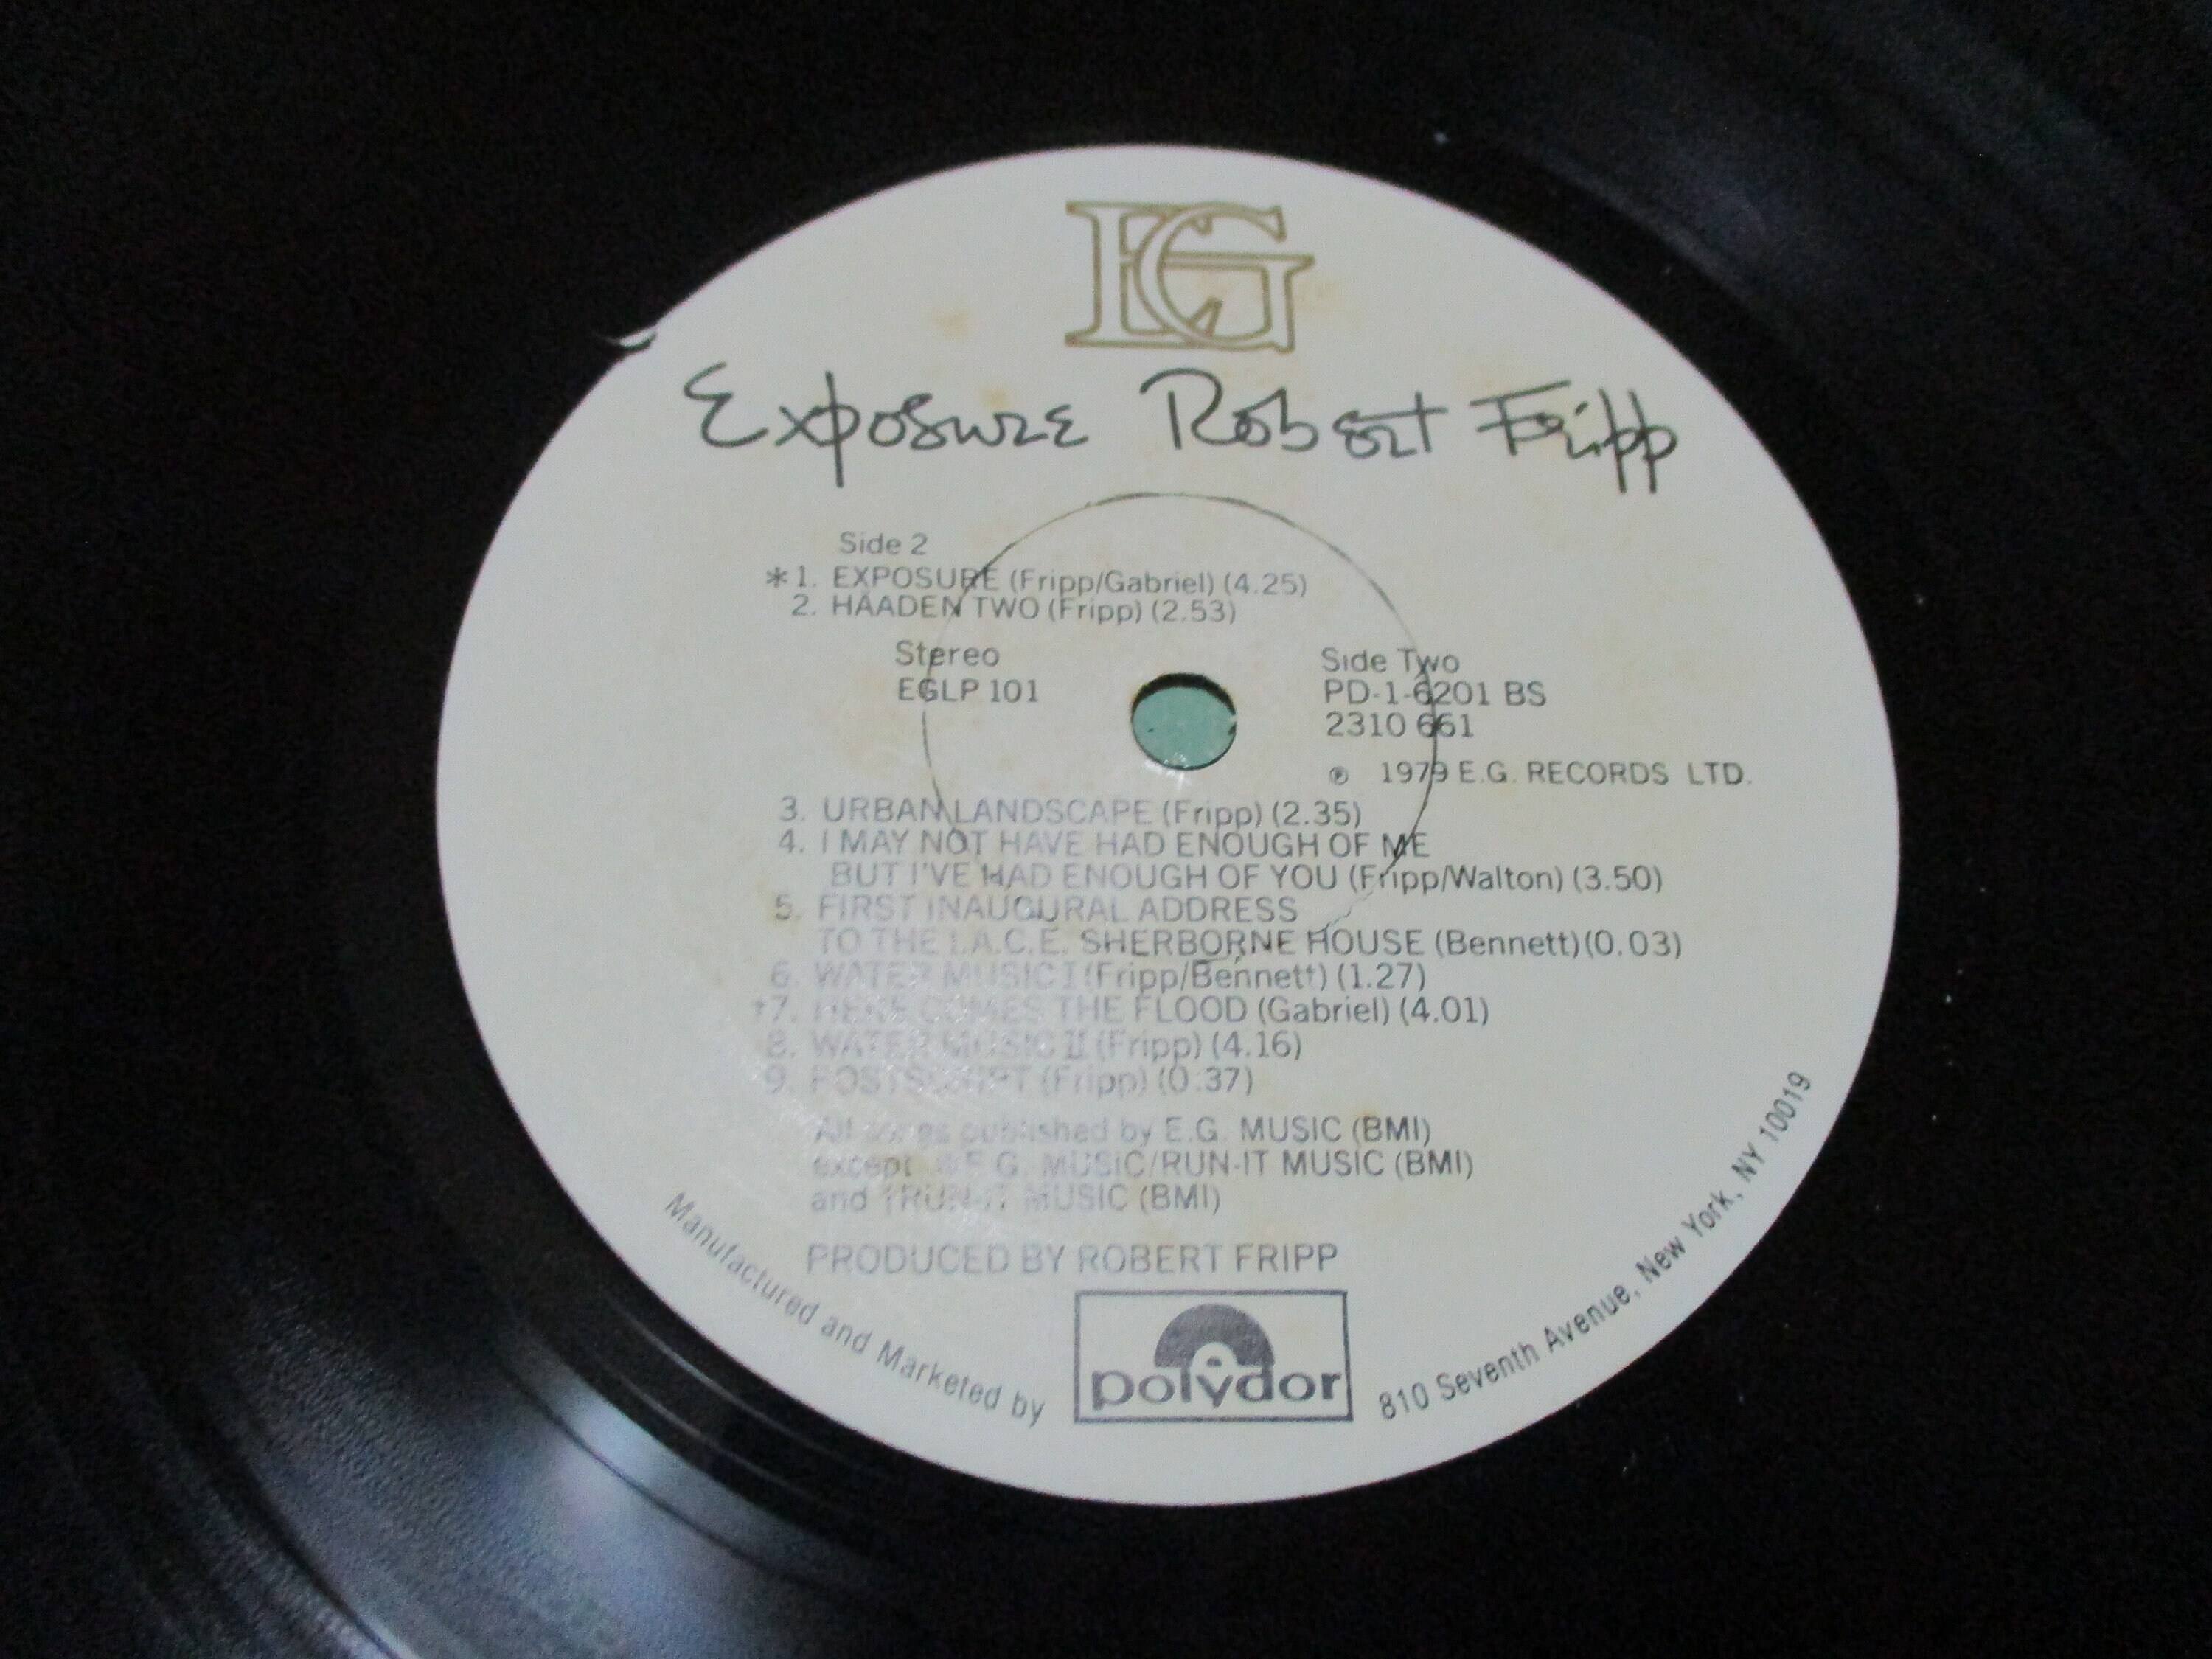 EG
Exposure Robert Fripp
Side 2
*1. EXPOSURE (Fripp/Gabriel) (4.25)
2. HÄADEN TWO (Fripp) (2.53)
Stereo
EGLP 101
Side Two
PD-1-6201 BS
2310 661
℗ 1979 E.G. RECORDS LTD.
3. URBAN LANDSCAPE (Fripp) (2.35)
4. I MAY NOT HAVE HAD ENOUGH OF ME
BUT I'VE HAD ENOUGH OF YOU (Fripp/Walton) (3.50)
5. FIRST INAUGURAL ADDRESS
TO THE I.A.C.E. SHERBORNE HOUSE (Bennett) (0.03)
6. WATER MUSIC I (Fripp/Bennett) (1.27)
†7. HERE COMES THE FLOOD (Gabriel) (4.01)
8. WATER MUSIC II (Fripp) (4.16)
9. POSTSCRIPT (Fripp) (0.37)
All songs published by E.G. MUSIC (BMI)
except *E.G. MUSIC/RUN-IT MUSIC (BMI)
and †RUN-IT MUSIC (BMI)
PRODUCED BY ROBERT FRIPP
Manufactured and Marketed by
polydor
810 Seventh Avenue, New York, NY 10019